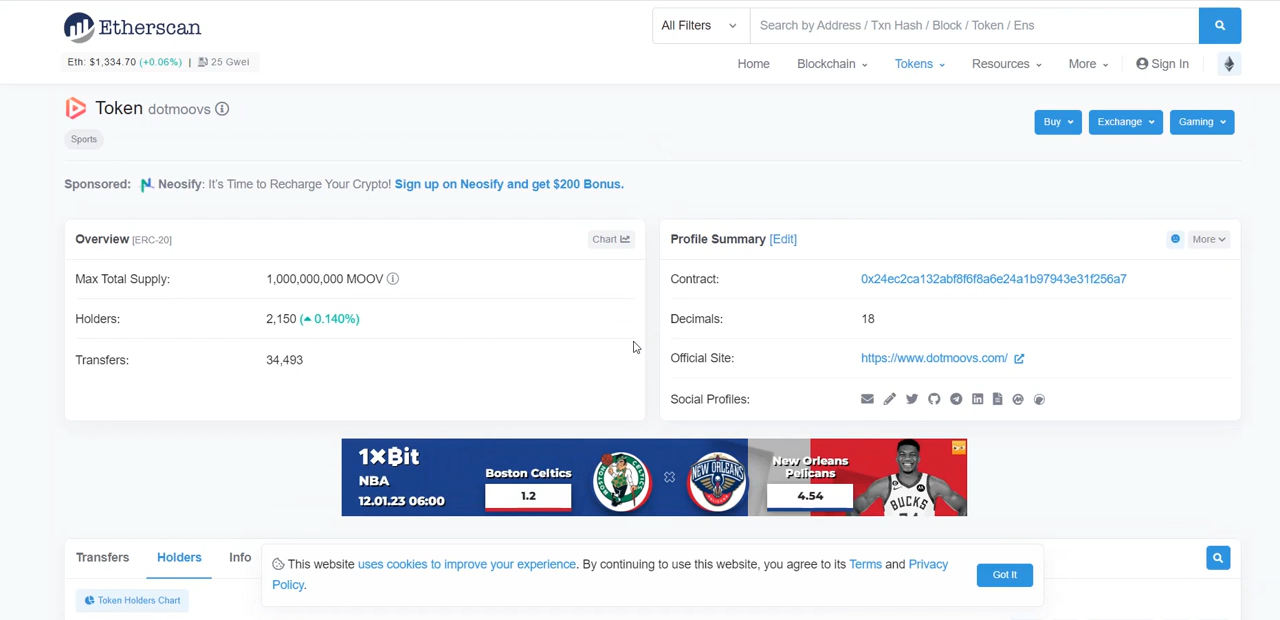 Etherscan
All Filters
Search by Address / Txn Hash / Block / Token / Ens
Eth: $1,334.70 (+0.06%) | 25 Gwei
Home Blockchain Tokens Resources More Sign In
Token dotmoovs
Buy Exchange Gaming
Sports
Sponsored: Neosify: It's Time to Recharge Your Crypto! Sign up on Neosify and get $200 Bonus.
Overview [ERC-20] Chart
Max Total Supply: 1,000,000,000 MOOV
Holders: 2,150 (0.140%)
Transfers: 34,493
Profile Summary [Edit] More
Contract: 0x24ec2ca132abf8f6f8a6e24a1b97943e31f256a7
Decimals: 18
Official Site: https://www.dotmoovs.com/
Social Profiles:
1×Bit
NBA
12.01.23 06:00
Boston Celtics
1.2
NEW ORLEANS
New Orleans
Pelicans
4.54
BUCKS
Transfers Holders Info
This website uses cookies to improve your experience. By continuing to use this website, you agree to its Terms and Privacy
Policy.
Got It
Token Holders Chart